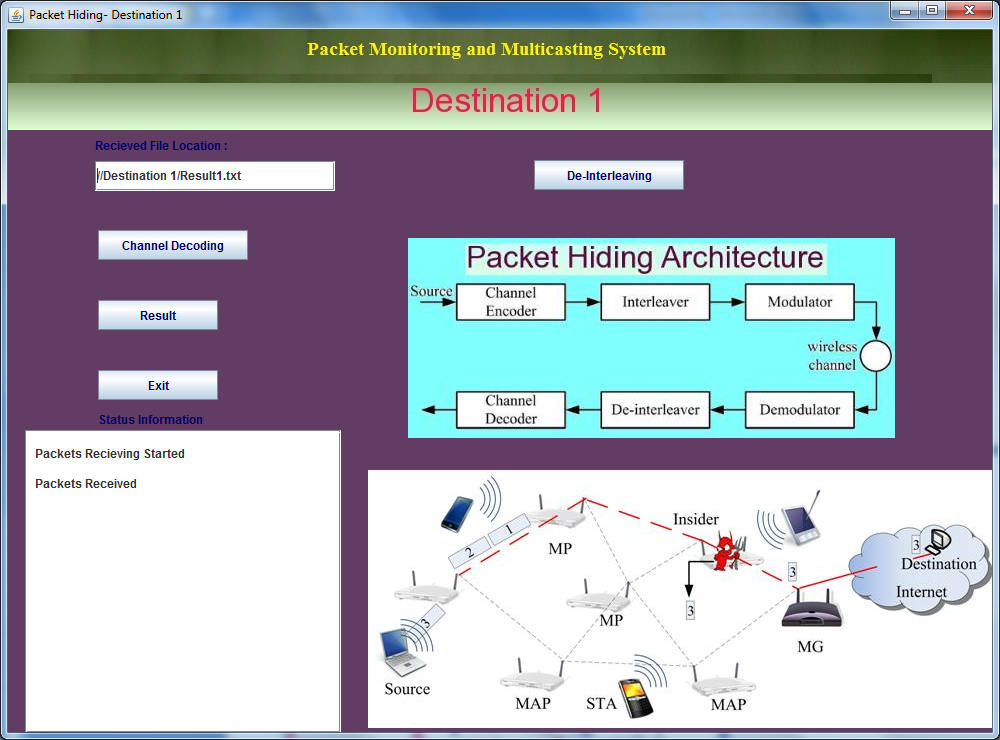 Packet Hiding- Destination 1
Packet Monitoring and Multicasting System
Destination 1
Recieved File Location :
//Destination 1/Result1.txt
De-Interleaving
Channel Decoding
Result
Exit
Status Information
Packets Recieving Started
Packets Received
Packet Hiding Architecture
Source
Channel
Encoder
Interleaver
Modulator
wireless
channel
Channel
Decoder
De-interleaver
Demodulator
1
2
3
MP
Insider
3
3
3
Destination
Internet
MP
MG
Source
MAP
STA
MAP